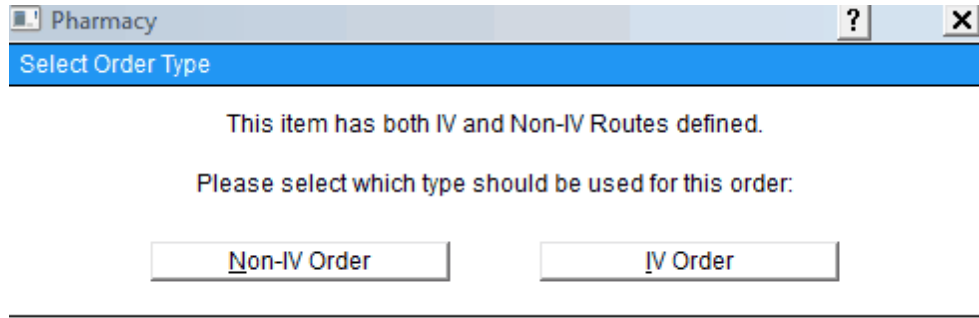 Pharmacy ?
Select Order Type
This item has both IV and Non-IV Routes defined.
Please select which type should be used for this order:
Non-IV Order IV Order